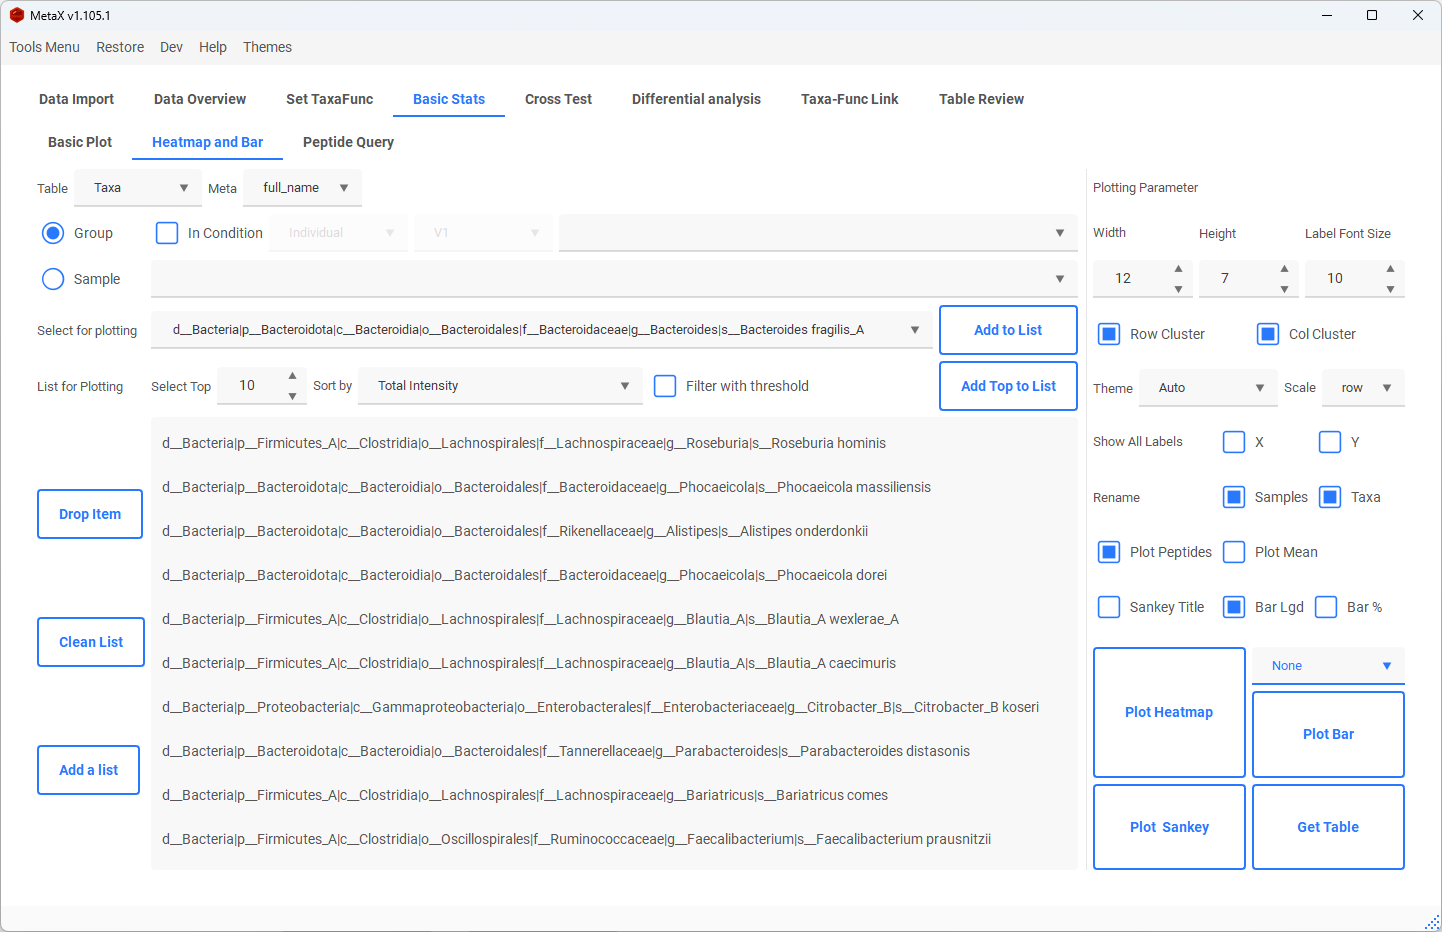 MetaX v1.105.1
Tools Menu Restore Dev Help Themes
Data Import Data Overview Set TaxaFunc Basic Stats Cross Test Differential analysis Taxa-Func Link Table Review
Basic Plot Heatmap and Bar Peptide Query
Table Taxa Meta full_name
Group In Condition Individual V1
Sample
Select for plotting d__Bacteria|p__Bacteroidota|c__Bacteroidia|o__Bacteroidales|f__Bacteroidaceae|g__Bacteroides|s__Bacteroides fragilis_A Add to List
List for Plotting Select Top 10 Sort by Total Intensity Filter with threshold Add Top to List
d__Bacteria|p__Firmicutes_A|c__Clostridia|o__Lachnospirales|f__Lachnospiraceae|g__Roseburia|s__Roseburia hominis
d__Bacteria|p__Bacteroidota|c__Bacteroidia|o__Bacteroidales|f__Bacteroidaceae|g__Phocaeicola|s__Phocaeicola massiliensis
Drop Item
d__Bacteria|p__Bacteroidota|c__Bacteroidia|o__Bacteroidales|f__Rikenellaceae|g__Alistipes|s__Alistipes onderdonkii
d__Bacteria|p__Bacteroidota|c__Bacteroidia|o__Bacteroidales|f__Bacteroidaceae|g__Phocaeicola|s__Phocaeicola dorei
d__Bacteria|p__Firmicutes_A|c__Clostridia|o__Lachnospirales|f__Lachnospiraceae|g__Blautia_A|s__Blautia_A wexlerae_A
Clean List
d__Bacteria|p__Firmicutes_A|c__Clostridia|o__Lachnospirales|f__Lachnospiraceae|g__Blautia_A|s__Blautia_A caecimuris
d__Bacteria|p__Proteobacteria|c__Gammaproteobacteria|o__Enterobacterales|f__Enterobacteriaceae|g__Citrobacter_B|s__Citrobacter_B koseri
d__Bacteria|p__Bacteroidota|c__Bacteroidia|o__Bacteroidales|f__Tannerellaceae|g__Parabacteroides|s__Parabacteroides distasonis
Add a list
d__Bacteria|p__Firmicutes_A|c__Clostridia|o__Lachnospirales|f__Lachnospiraceae|g__Bariatricus|s__Bariatricus comes
d__Bacteria|p__Firmicutes_A|c__Clostridia|o__Oscillospirales|f__Ruminococcaceae|g__Faecalibacterium|s__Faecalibacterium prausnitzii
Plotting Parameter
Width Height Label Font Size
12 7 10
Row Cluster Col Cluster
Theme Auto Scale row
Show All Labels X Y
Rename Samples Taxa
Plot Peptides Plot Mean
Sankey Title Bar Lgd Bar %
None
Plot Heatmap Plot Bar
Plot Sankey Get Table